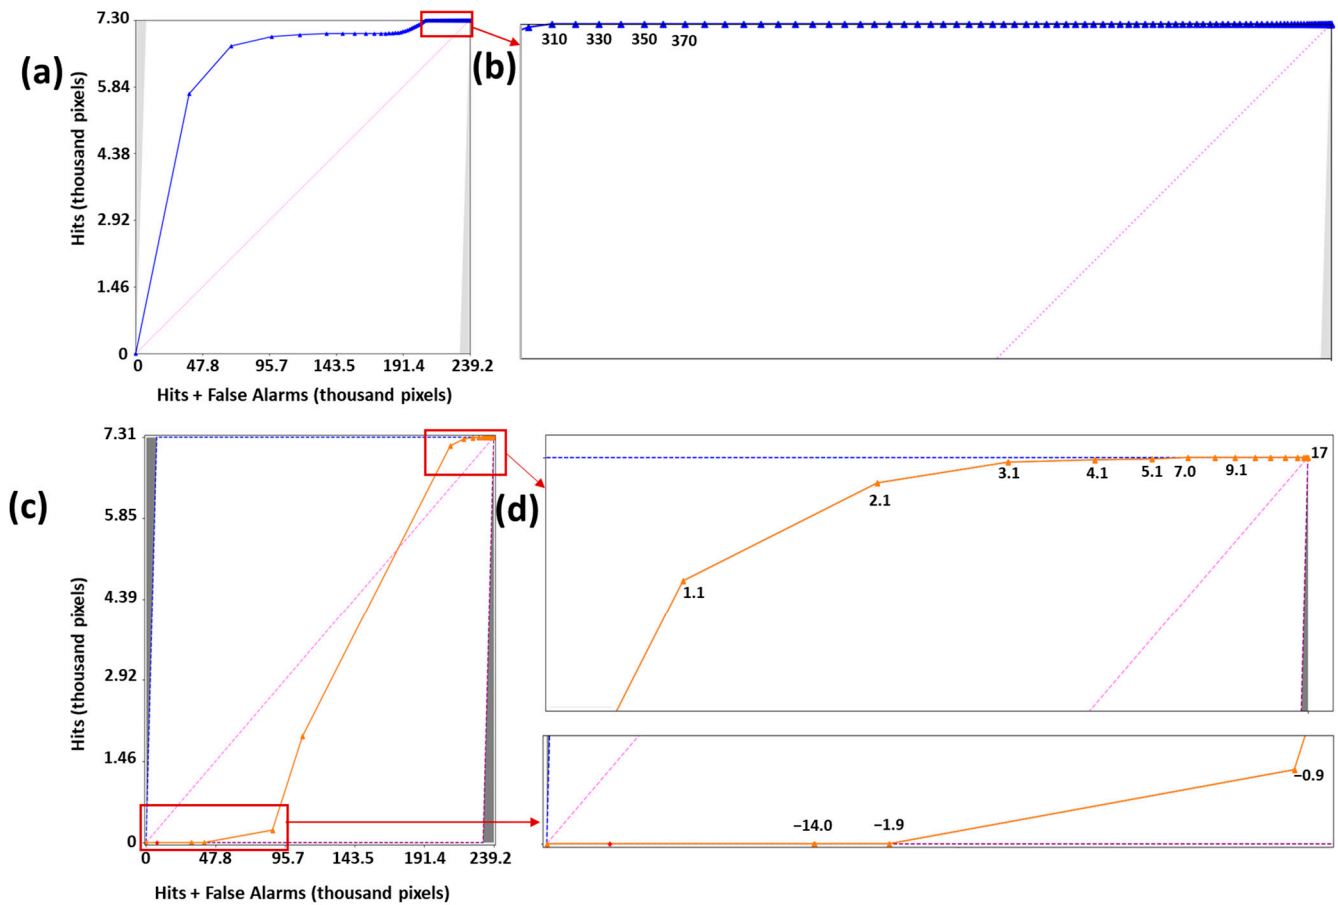 (a)
Hits (thousand pixels)
7.30
5.84
4.38
2.92
1.46
0
0 47.8 95.7 143.5 191.4 239.2
Hits + False Alarms (thousand pixels)
(b)
310 330 350 370
(c)
Hits (thousand pixels)
7.31
5.85
4.39
2.92
1.46
0
0 47.8 95.7 143.5 191.4 239.2
Hits + False Alarms (thousand pixels)
(d)
1.1 2.1 3.1 4.1 5.1 7.0 9.1 17
−14.0 −1.9 −0.9